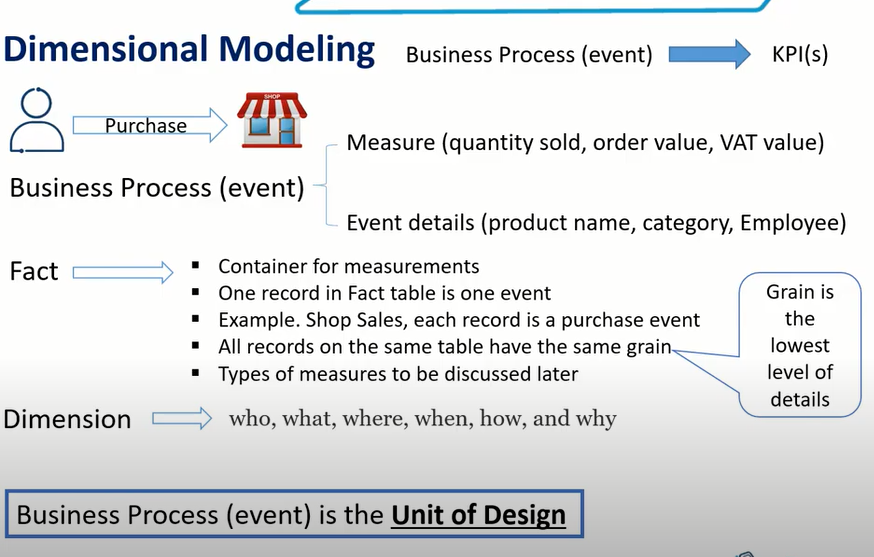 Dimensional Modeling
Business Process (event)
KPI(s)
SHOP
Purchase
Measure (quantity sold, order value, VAT value)
Business Process (event)
Event details (product name, category, Employee)
Fact
▪ Container for measurements
▪ One record in Fact table is one event
▪ Example. Shop Sales, each record is a purchase event
▪ All records on the same table have the same grain
▪ Types of measures to be discussed later
Grain is
the
lowest
level of
details
Dimension
who, what, where, when, how, and why
Business Process (event) is the Unit of Design